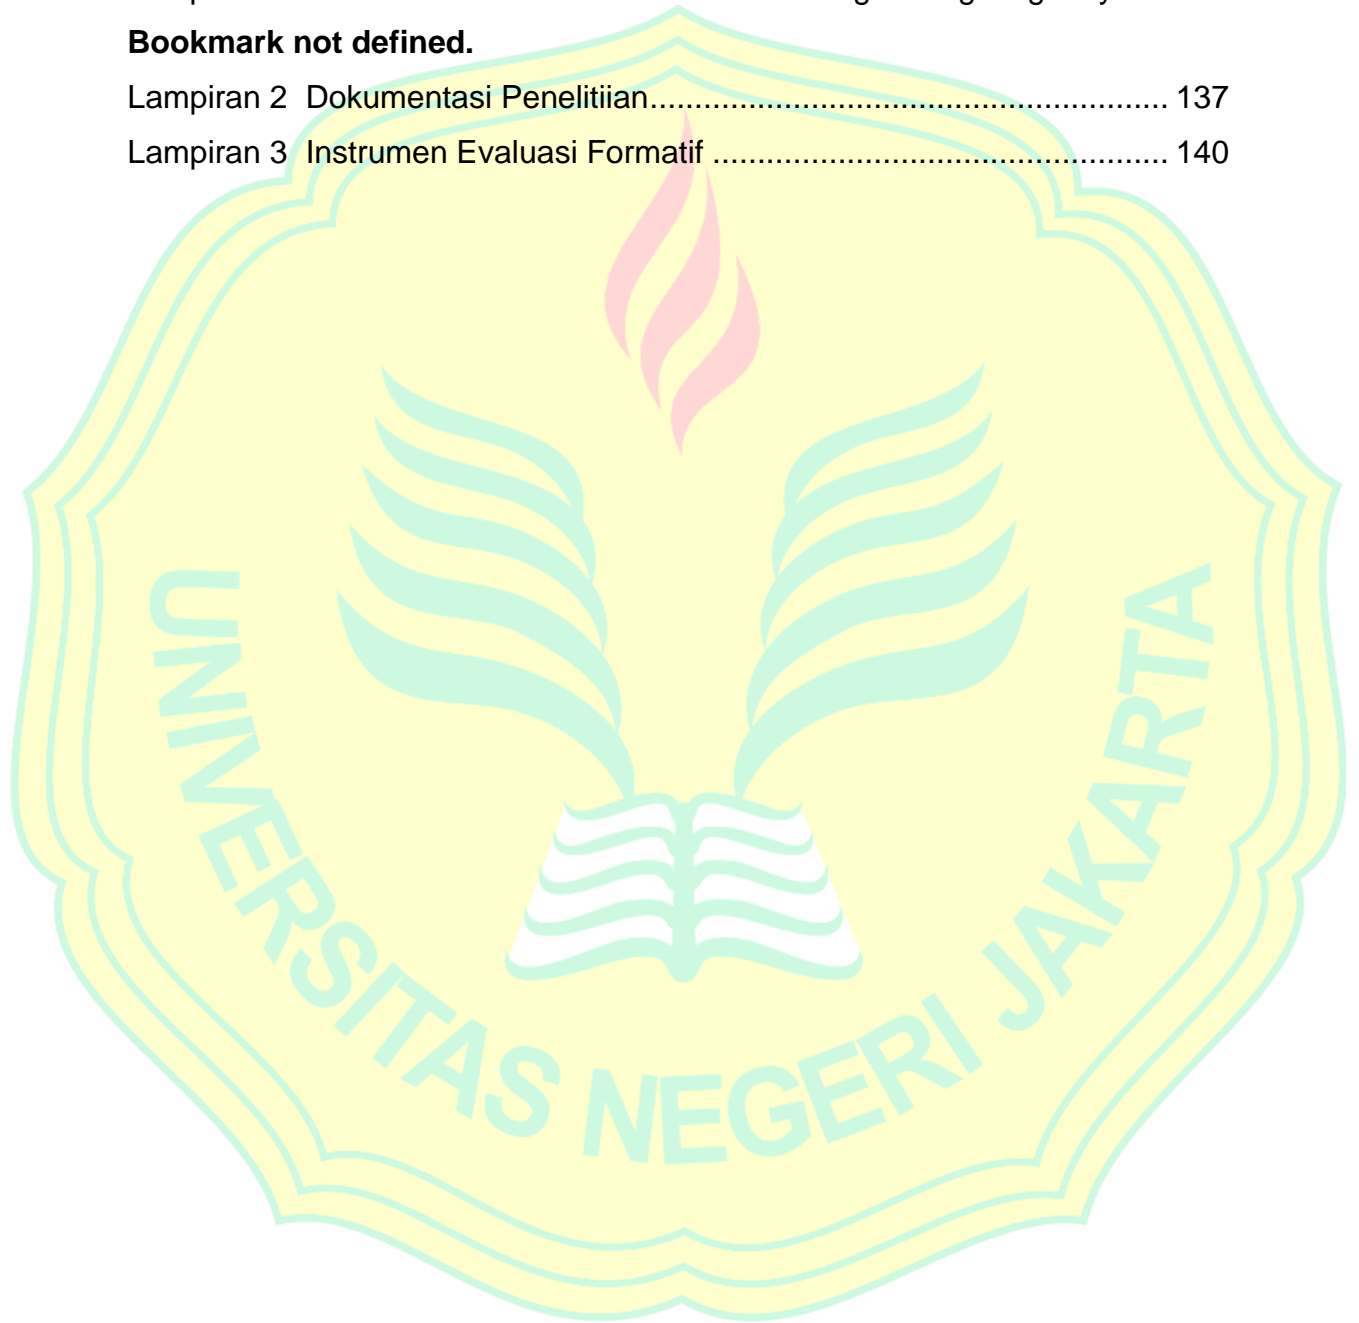 Bookmark not defined.
Lampiran 2 Dokumentasi Penelitiian.......................................................... 137
Lampiran 3 Instrumen Evaluasi Formatif ................................................... 140
UNIVERSITAS NEGERI JAKARTA